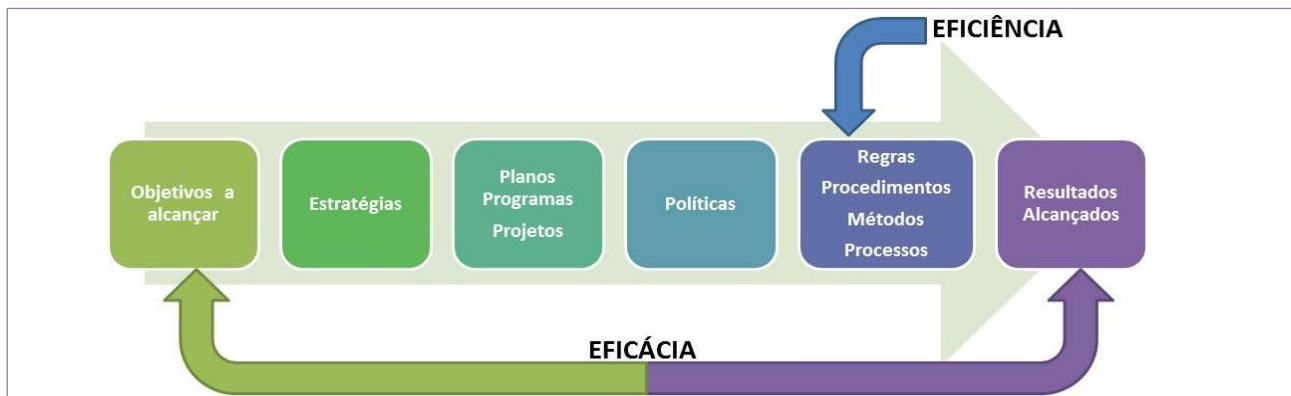 EFICIÊNCIA
Objetivos a
alcançar
Estratégias
Planos
Programas
Projetos
Políticas
Regras
Procedimentos
Métodos
Processos
Resultados
Alcançados
EFICÁCIA